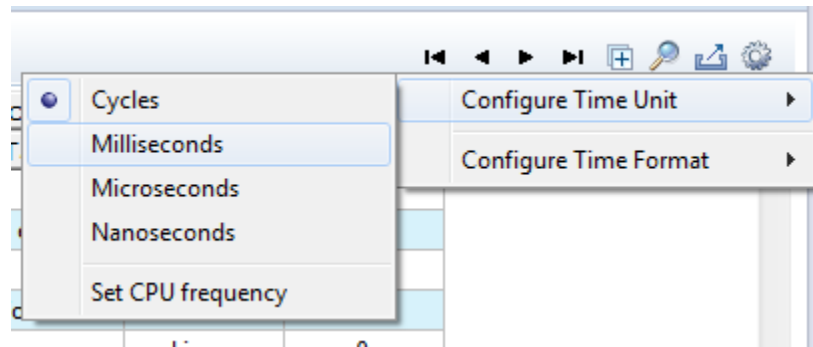 Cycles
Milliseconds
Microseconds
Nanoseconds
Set CPU frequency
Configure Time Unit
Configure Time Format